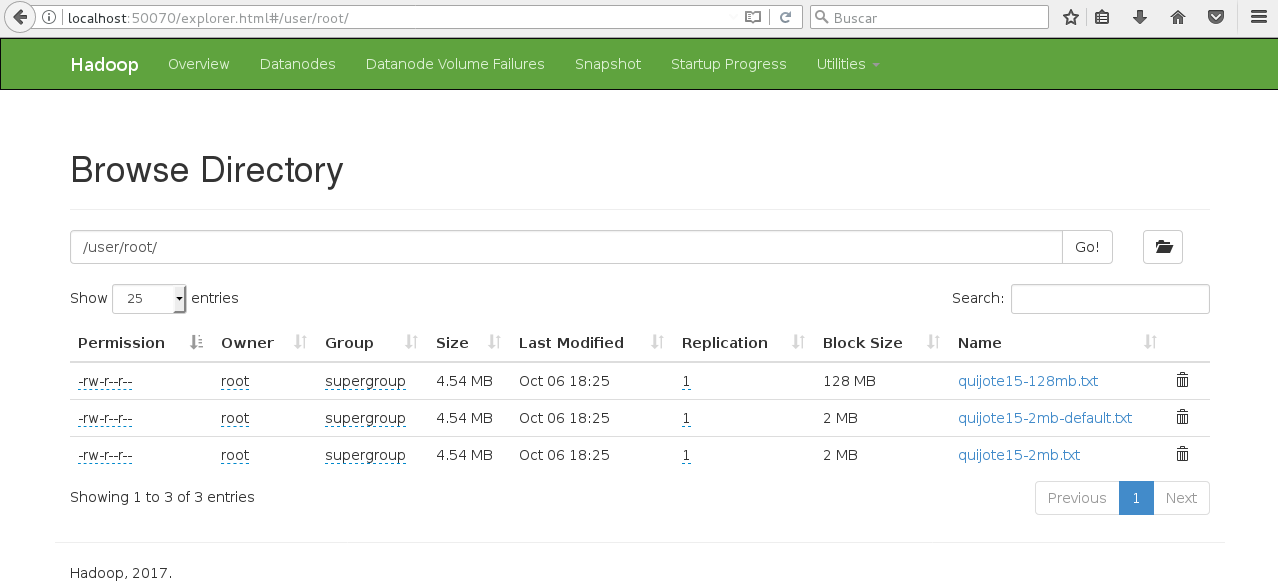 localhost:50070/explorer.html#/user/root/ Buscar
Hadoop Overview Datanodes Datanode Volume Failures Snapshot Startup Progress Utilities
Browse Directory
/user/root/ Go!
Show 25 entries Search:
Permission Owner Group Size Last Modified Replication Block Size Name
-rw-r--r-- root supergroup 4.54 MB Oct 06 18:25 1 128 MB quijote15-128mb.txt
-rw-r--r-- root supergroup 4.54 MB Oct 06 18:25 1 2 MB quijote15-2mb-default.txt
-rw-r--r-- root supergroup 4.54 MB Oct 06 18:25 1 2 MB quijote15-2mb.txt
Showing 1 to 3 of 3 entries Previous 1 Next
Hadoop, 2017.